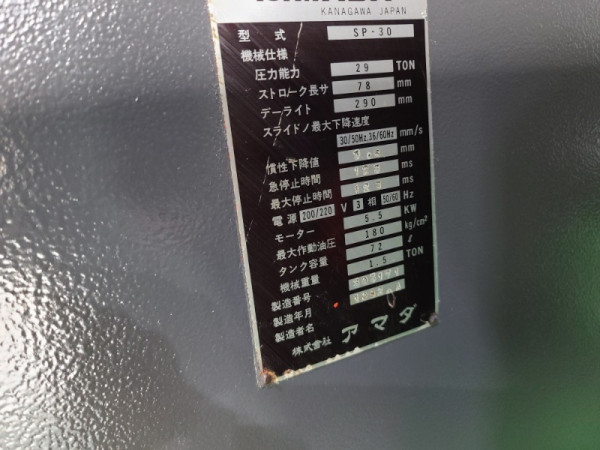 KANAGAWA JAPAN
型式 SP-30
機械仕様
圧力能力 29 TON
ストローク長サ 78 mm
デーライト 290 mm
スライドノ最大下降速度
30/50Hz,36/60Hz mm/s
慣性下降値 mm
急停止時間 ms
最大停止時間 ms
電源 200/220 V 3 相 50/60 Hz
モーター 5.5 KW
最大作動油圧 180 kg/cm²
タンク容量 72 ℓ
機械重量 1.5 TON
製造番号
製造年月
製造者名
株式會社 アマダ